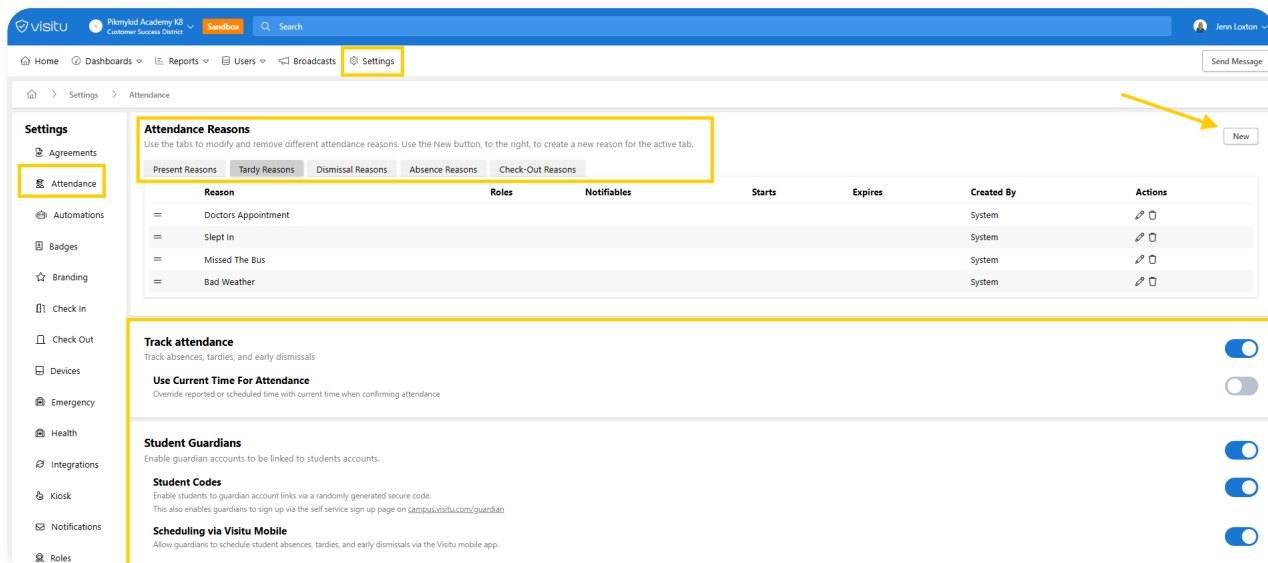 visitu
Pikmykid Academy K8
Customer Success District
Sandbox
Search
Jenn Loxton
Home
Dashboards
Reports
Users
Broadcasts
Settings
Send Message
Settings
Attendance
Settings
Agreements
Attendance
Automations
Badges
Branding
Check In
Check Out
Devices
Emergency
Health
Integrations
Kiosk
Notifications
Roles
Attendance Reasons
Use the tabs to modify and remove different attendance reasons. Use the New button, to the right, to create a new reason for the active tab.
New
Present Reasons Tardy Reasons Dismissal Reasons Absence Reasons Check-Out Reasons
Reason Roles Notifiables Starts Expires Created By Actions
Doctors Appointment System
Slept In System
Missed The Bus System
Bad Weather System
Track attendance
Track absences, tardies, and early dismissals
Use Current Time For Attendance
Override reported or scheduled time with current time when confirming attendance
Student Guardians
Enable guardian accounts to be linked to students accounts.
Student Codes
Enable students to guardian account links via a randomly generated secure code.
This also enables guardians to sign up via the self service sign up page on campus.visitu.com/guardian
Scheduling via Visitu Mobile
Allow guardians to schedule student absences, tardies, and early dismissals via the Visitu mobile app.